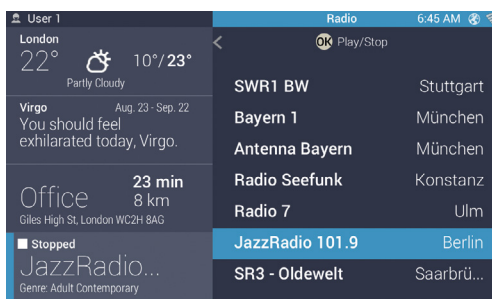 User 1
Radio
6:45 AM
London
22°
10°/23°
Partly Cloudy
Virgo
Aug. 23 - Sep. 22
You should feel
exhilarated today, Virgo.
Office
23 min
8 km
Giles High St, London WC2H 8AG
Stopped
JazzRadio...
Genre: Adult Contemporary
OK Play/Stop
SWR1 BW Stuttgart
Bayern 1 München
Antenna Bayern München
Radio Seefunk Konstanz
Radio 7 Ulm
JazzRadio 101.9 Berlin
SR3 - Oldewelt Saarbrü...